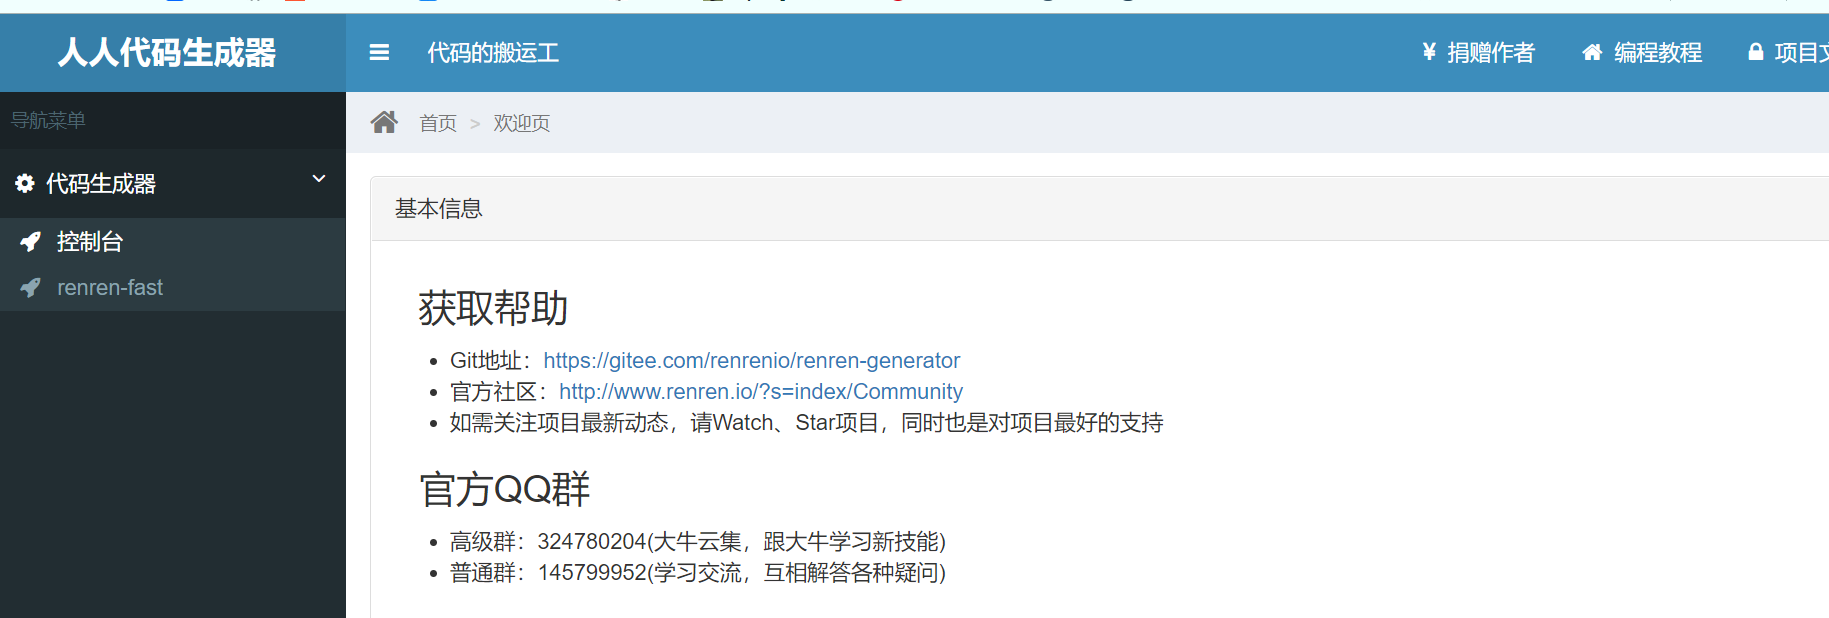 人人代码生成器
代码的搬运工
¥ 捐赠作者
编程教程
项目文
导航菜单
首页 > 欢迎页
代码生成器
控制台
renren-fast
基本信息
获取帮助
Git地址：https://gitee.com/renrenio/renren-generator
官方社区：http://www.renren.io/?s=index/Community
如需关注项目最新动态，请Watch、Star项目，同时也是对项目最好的支持
官方QQ群
高级群：324780204(大牛云集，跟大牛学习新技能)
普通群：145799952(学习交流，互相解答各种疑问)